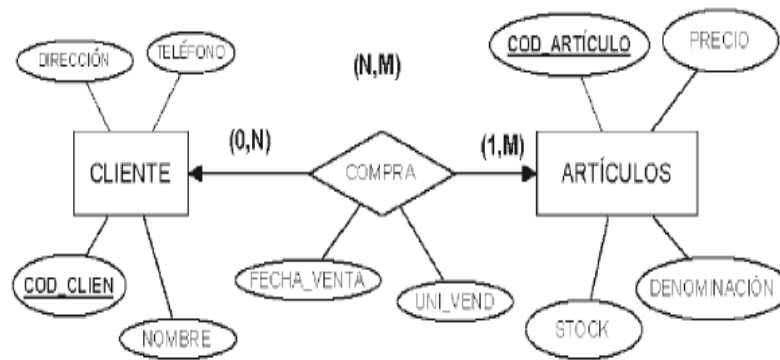 COD_ARTÍCULO
PRECIO
DIRECCIÓN
TELÉFONO
(N,M)
(0,N)
(1,M)
CLIENTE
COMPRA
ARTÍCULOS
COD_CLIEN
FECHA_VENTA
UNI_VEND
DENOMINACIÓN
NOMBRE
STOCK